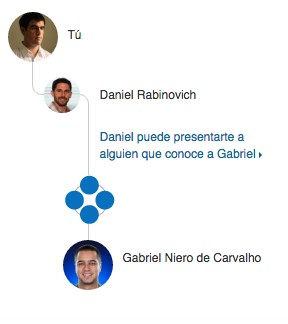 Tú
Daniel Rabinovich
Daniel puede presentarte a
alguien que conoce a Gabriel
Gabriel Niero de Carvalho